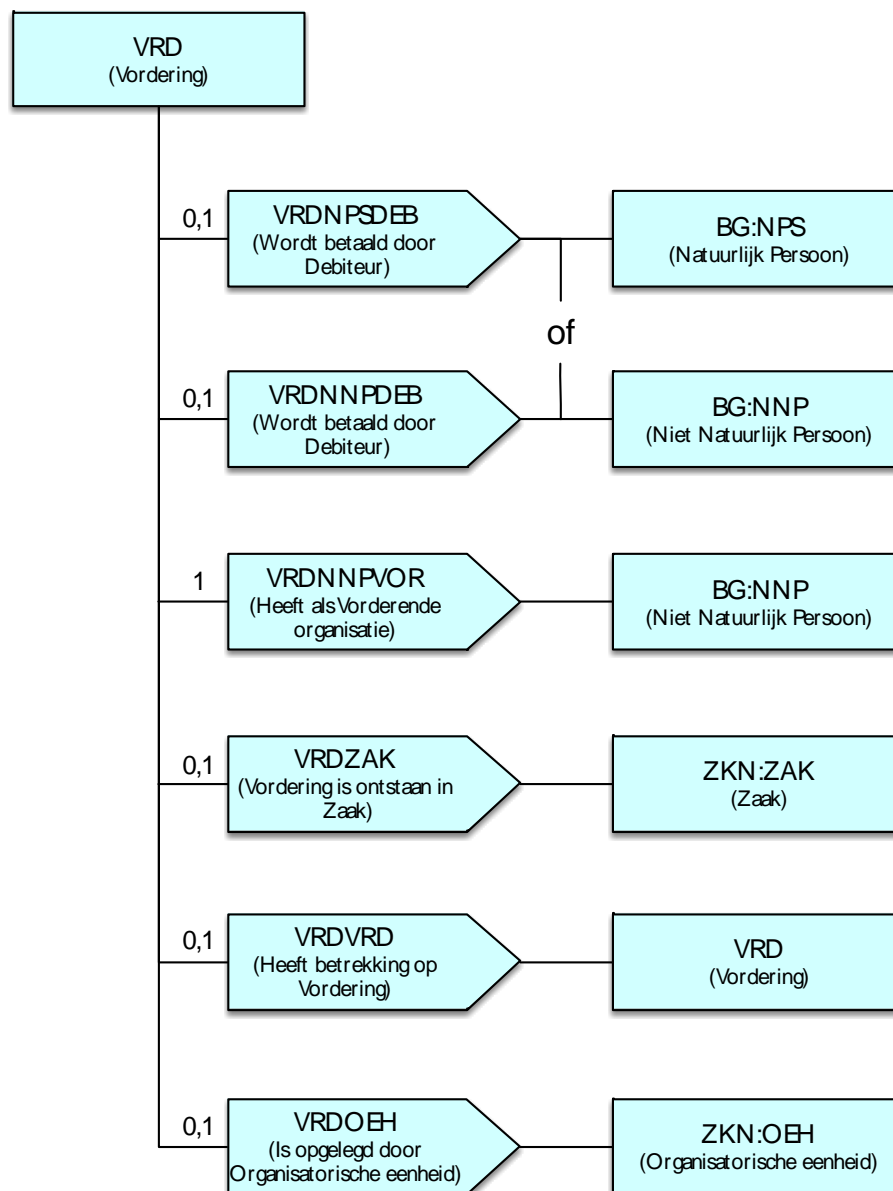 VRD
(Vordering)
0,1
VRDNPSDEB
(Wordt betaald door
Debiteur)
BG:NPS
(Natuurlijk Persoon)
of
0,1
VRDNNPDEB
(Wordt betaald door
Debiteur)
BG:NNP
(Niet Natuurlijk Persoon)
1
VRDNNPVOR
(Heeft als Vorderende
organisatie)
BG:NNP
(Niet Natuurlijk Persoon)
0,1
VRDZAK
(Vordering is ontstaan in
Zaak)
ZKN:ZAK
(Zaak)
0,1
VRDVRD
(Heeft betrekking op
Vordering)
VRD
(Vordering)
0,1
VRDOEH
(Is opgelegd door
Organisatorische eenheid)
ZKN:OEH
(Organisatorische eenheid)